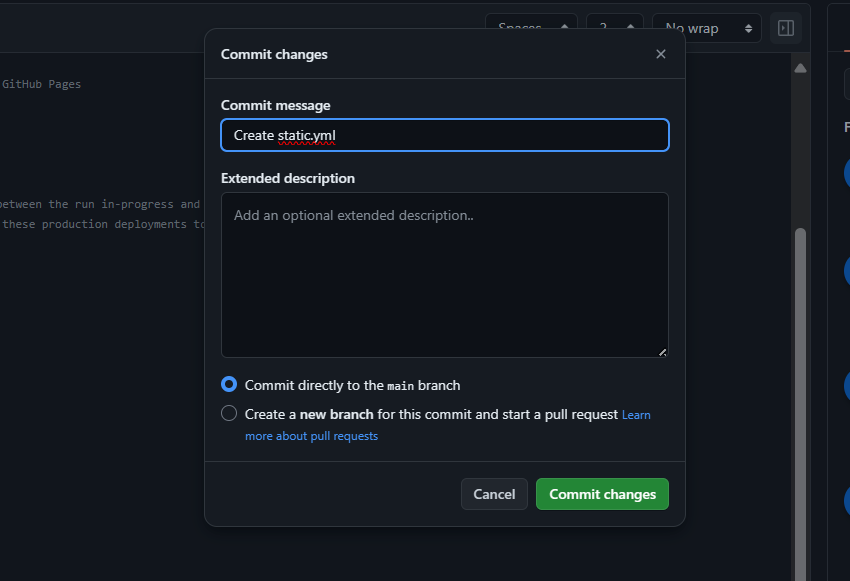 Spaces
2
No wrap
Commit changes
GitHub Pages
Commit message
Create static.yml
Extended description
between the run in-progress and
these production deployments to
Add an optional extended description..
Commit directly to the main branch
Create a new branch for this commit and start a pull request Learn
more about pull requests
Cancel
Commit changes